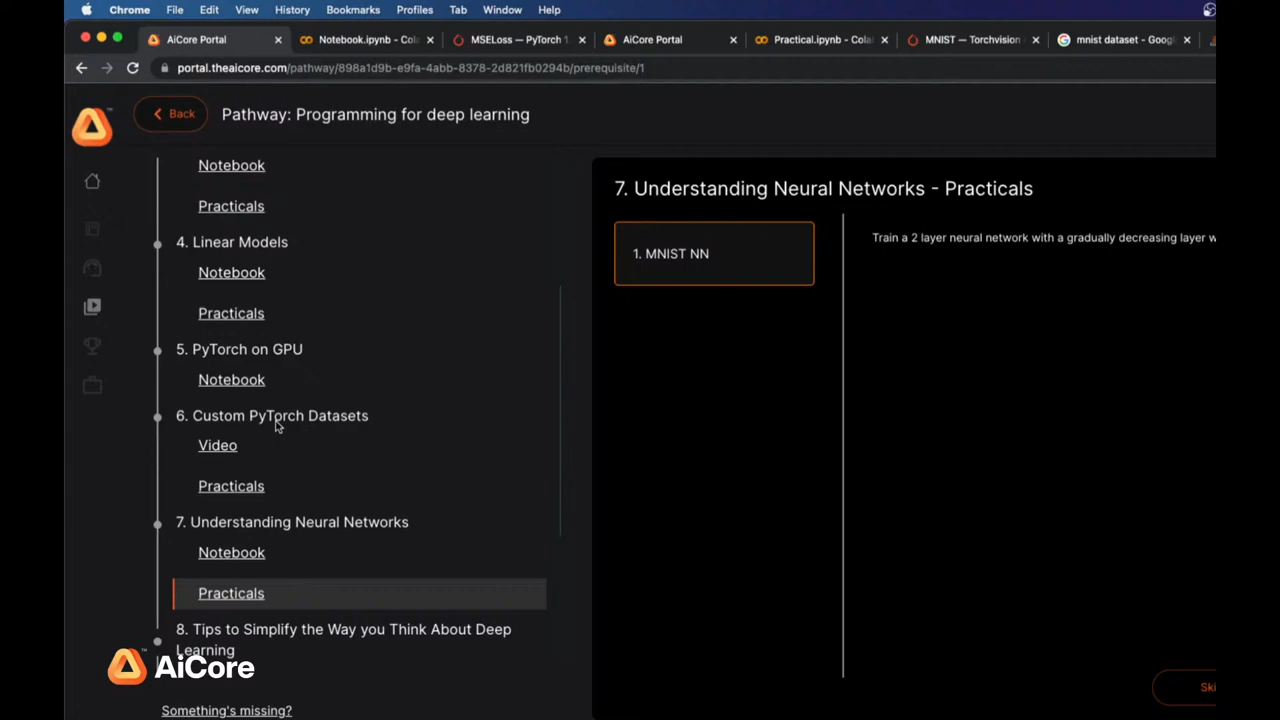 Chrome File Edit View History Bookmarks Profiles Tab Window Help
AiCore Portal Notebook.ipynb - Cola MSELoss — PyTorch 1. AiCore Portal Practical.ipynb - Colal MNIST — Torchvision mnist dataset - Googl
portal.theaicore.com/pathway/898a1d9b-e9fa-4abb-8378-2d821fb0294b/prerequisite/1
Back Pathway: Programming for deep learning
Notebook
Practicals
4. Linear Models
Notebook
Practicals
5. PyTorch on GPU
Notebook
6. Custom PyTorch Datasets
Video
Practicals
7. Understanding Neural Networks
Notebook
Practicals
8. Tips to Simplify the Way you Think About Deep
Learning
Something's missing?
7. Understanding Neural Networks - Practicals
1. MNIST NN
Train a 2 layer neural network with a gradually decreasing layer w
Ski
AiCore